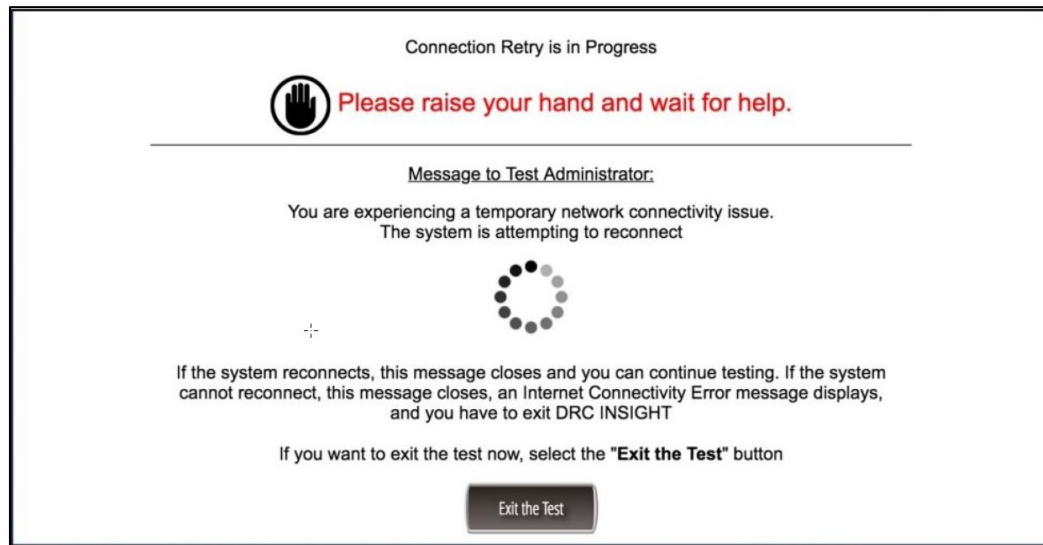 Connection Retry is in Progress
Please raise your hand and wait for help.
Message to Test Administrator:
You are experiencing a temporary network connectivity issue.
The system is attempting to reconnect
If the system reconnects, this message closes and you can continue testing. If the system
cannot reconnect, this message closes, an Internet Connectivity Error message displays,
and you have to exit DRC INSIGHT
If you want to exit the test now, select the "Exit the Test" button
Exit the Test